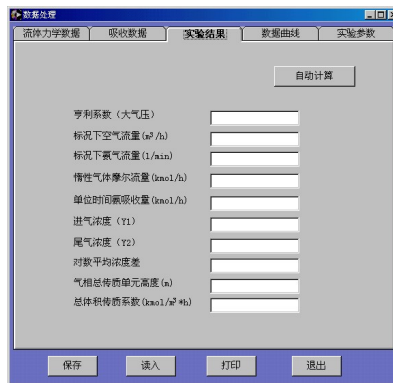 数据处理
流体力学数据 吸收数据 实验结果 数据曲线 实验参数
自动计算
亨利系数（大气压）
标况下空气流量(m³/h)
标况下氨气流量(l/min)
惰性气体摩尔流量(kmol/h)
单位时间氨吸收量(kmol/h)
进气浓度（Y1）
尾气浓度（Y2）
对数平均浓度差
气相总传质单元高度(m)
总体积传质系数(kmol/m³*h)
保存 读入 打印 退出